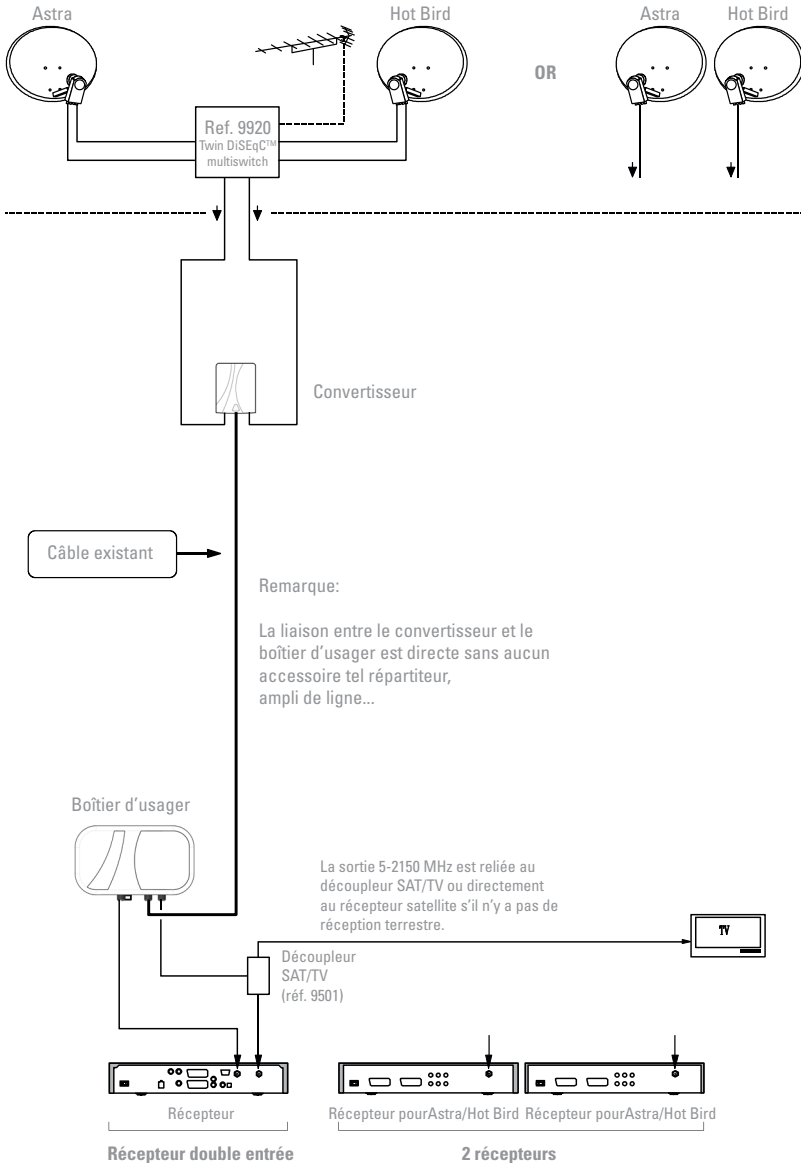 Astra
Hot Bird
OR
Astra
Hot Bird
Ref. 9920
Twin DiSEqC™
multiswitch
Convertisseur
Câble existant
Remarque:
La liaison entre le convertisseur et le
boîtier d’usager est directe sans aucun
accessoire tel répartiteur,
ampli de ligne...
Boîtier d’usager
La sortie 5-2150 MHz est reliée au
découpleur SAT/TV ou directement
au récepteur satellite s’il n’y a pas de
réception terrestre.
TV
Découpleur
SAT/TV
(réf. 9501)
Récepteur
Récepteur pourAstra/Hot Bird
Récepteur pourAstra/Hot Bird
Récepteur double entrée
2 récepteurs